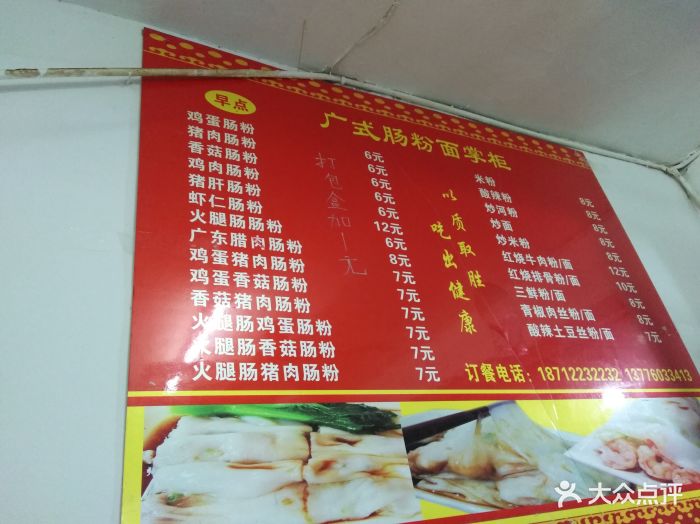 早点
广式肠粉面掌柜
鸡蛋肠粉 6元
猪肉肠粉 6元
香菇肠粉 6元
鸡肉肠粉 6元
猪肝肠粉 6元
虾仁肠粉 12元
火腿肠肠粉 6元
广东腊肉肠粉 8元
鸡蛋猪肉肠粉 7元
鸡蛋香菇肠粉 7元
香菇猪肉肠粉 7元
火腿肠鸡蛋肠粉 7元
火腿肠香菇肠粉 7元
火腿肠猪肉肠粉 7元
打包盒加1元
以质取胜
吃出健康
米粉
酸辣粉 8元
炒河粉 8元
炒面 8元
炒米粉 8元
红烧牛肉粉/面 12元
红烧排骨粉/面 10元
三鲜粉/面 8元
青椒肉丝粉/面 8元
酸辣土豆丝粉/面 7元
订餐电话：18712232232 13776033413
大众点评